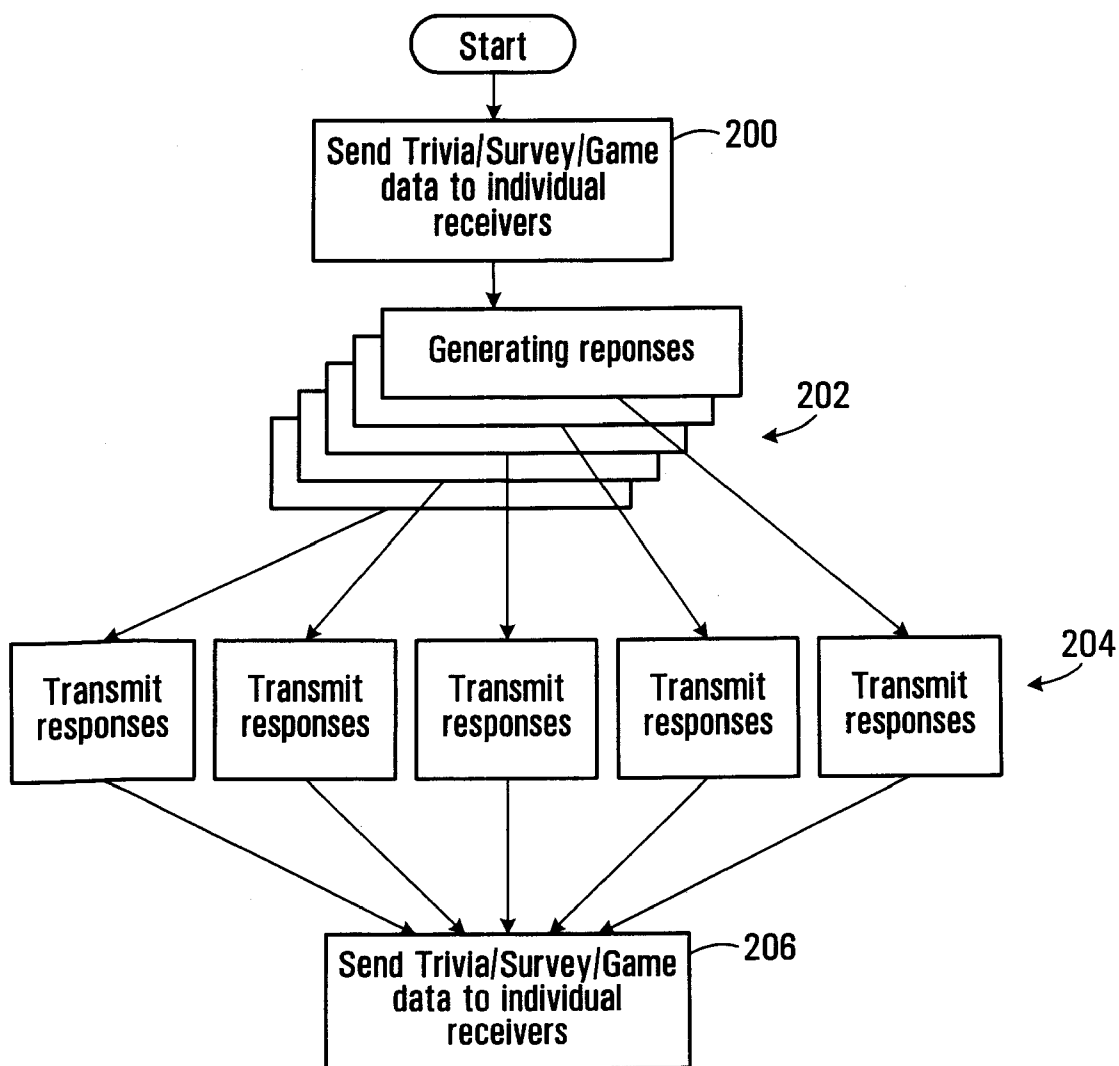 Start
Send Trivia/Survey/Game
data to individual
receivers
200
Generating reponses
202
Transmit
responses
Transmit
responses
Transmit
responses
Transmit
responses
Transmit
responses
204
Send Trivia/Survey/Game
data to individual
receivers
206